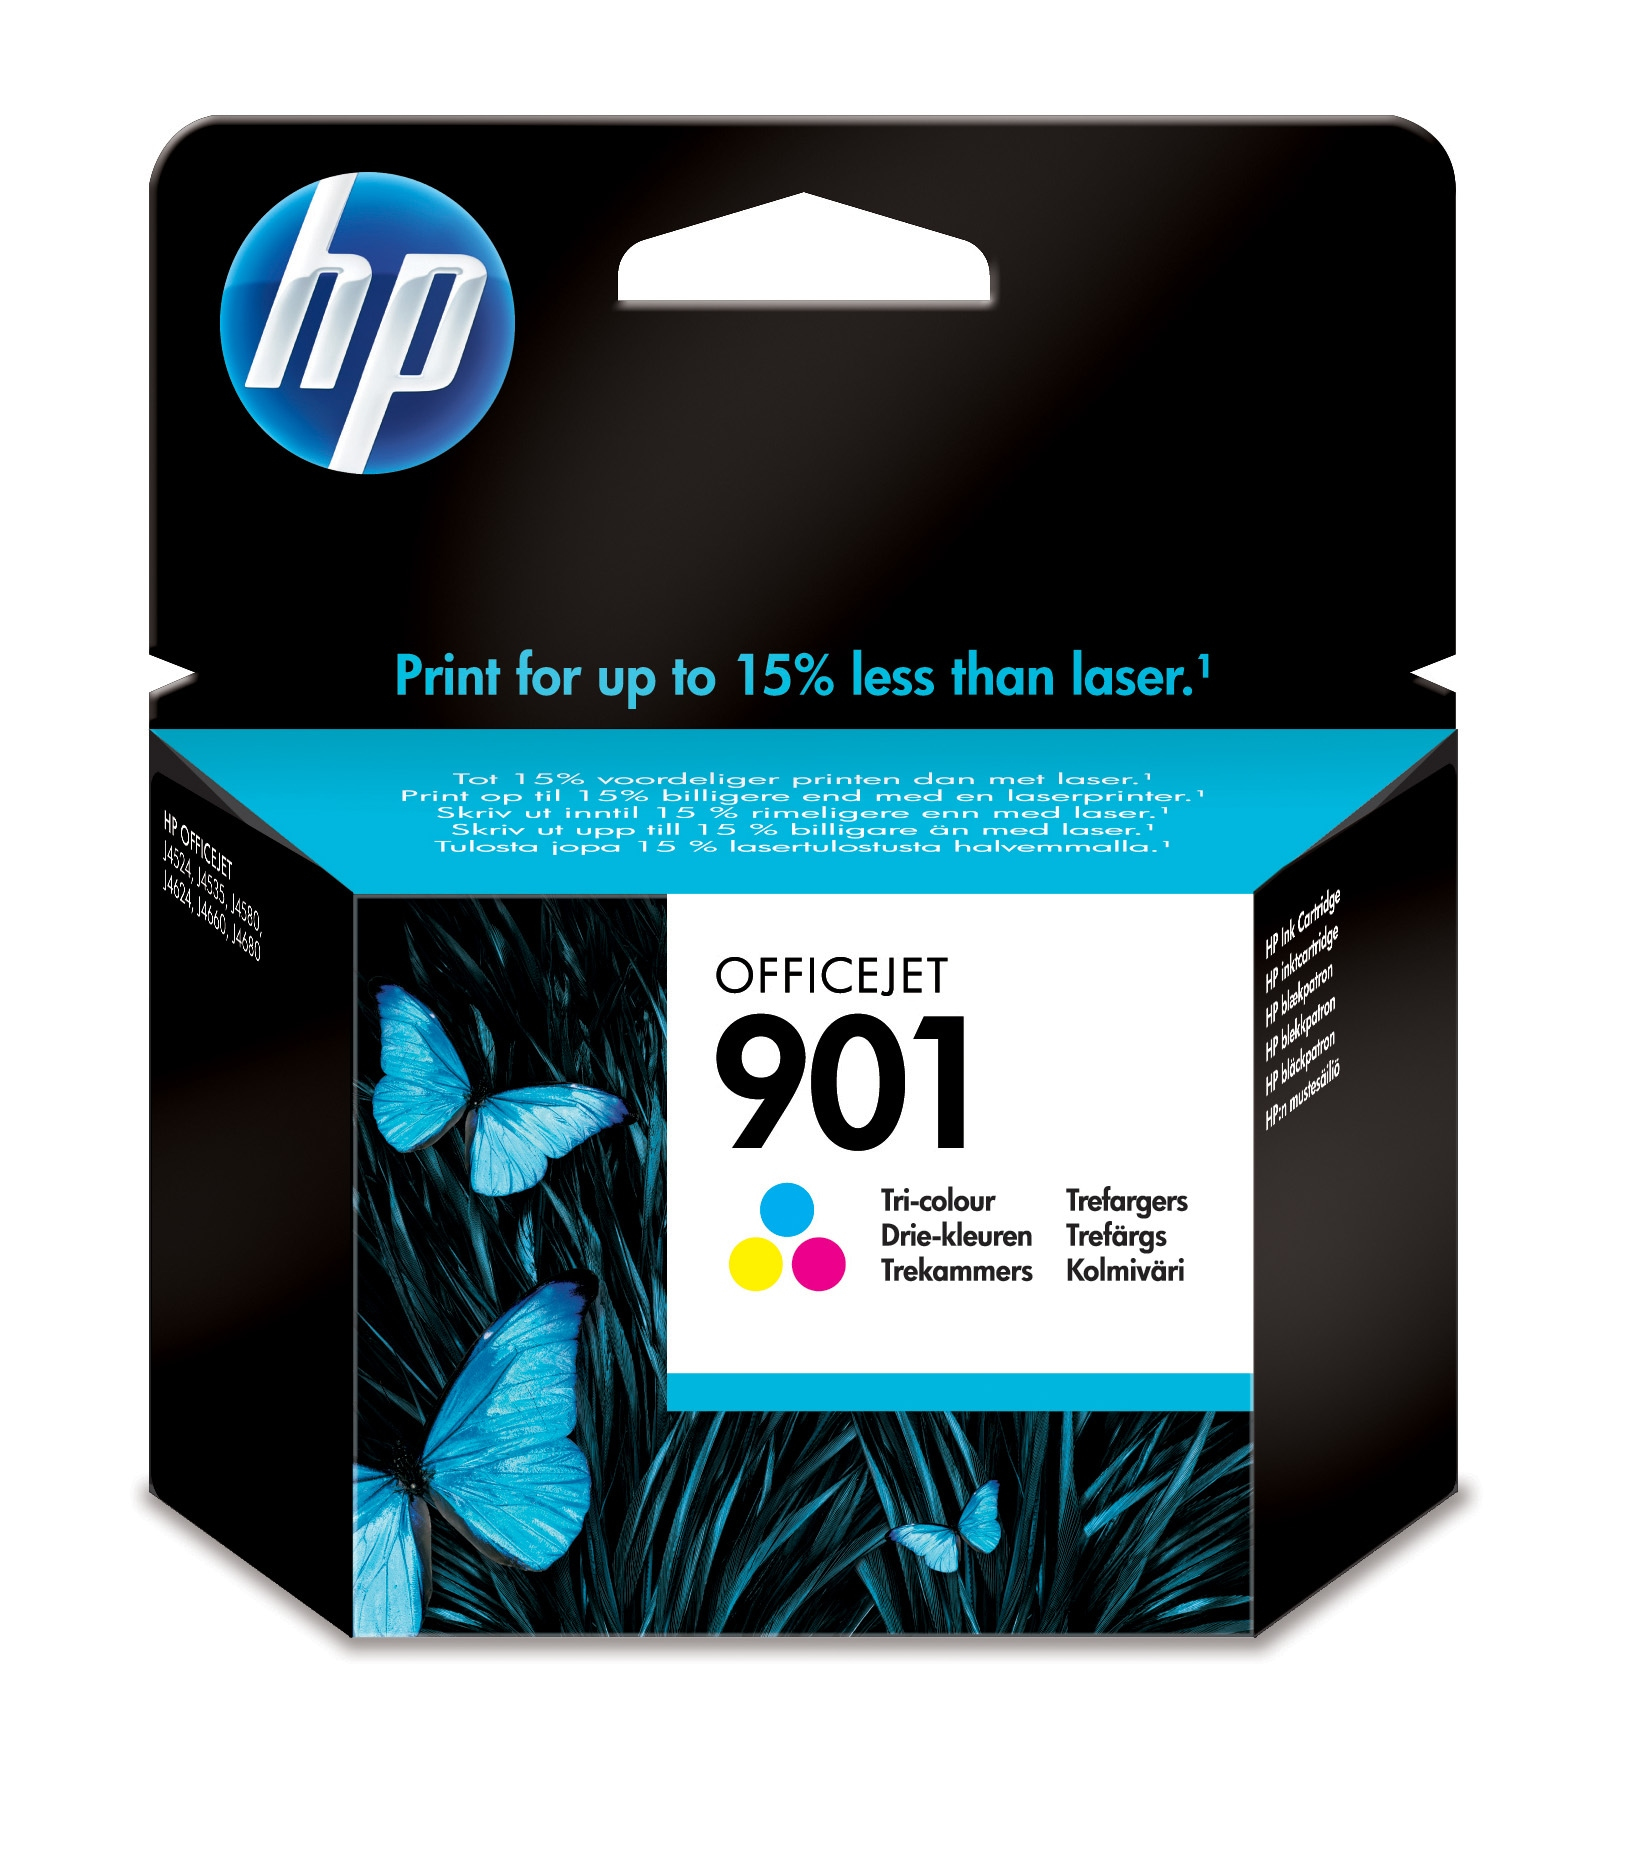 hp
Print for up to 15% less than laser.¹
Tot 15% voordeliger printen dan met laser.¹
Print op til 15% billigere end med en laserprinter.¹
Skriv ut inntil 15 % rimeligere enn med laser.¹
Skriv ut upp till 15 % billigare än med laser.¹
Tulosta jopa 15 % lasertulostusta halvemmalla.¹
HP OFFICEJET
J4524, J4535, J4580,
J4624, J4660, J4680
OFFICEJET
901
Tri-colour
Drie-kleuren
Trekammers
Trefargers
Trefärgs
Kolmiväri
HP Ink Cartridge
HP inktcartridge
HP blækpatron
HP blekkpatron
HP bläckpatron
HP:n mustesäiliö